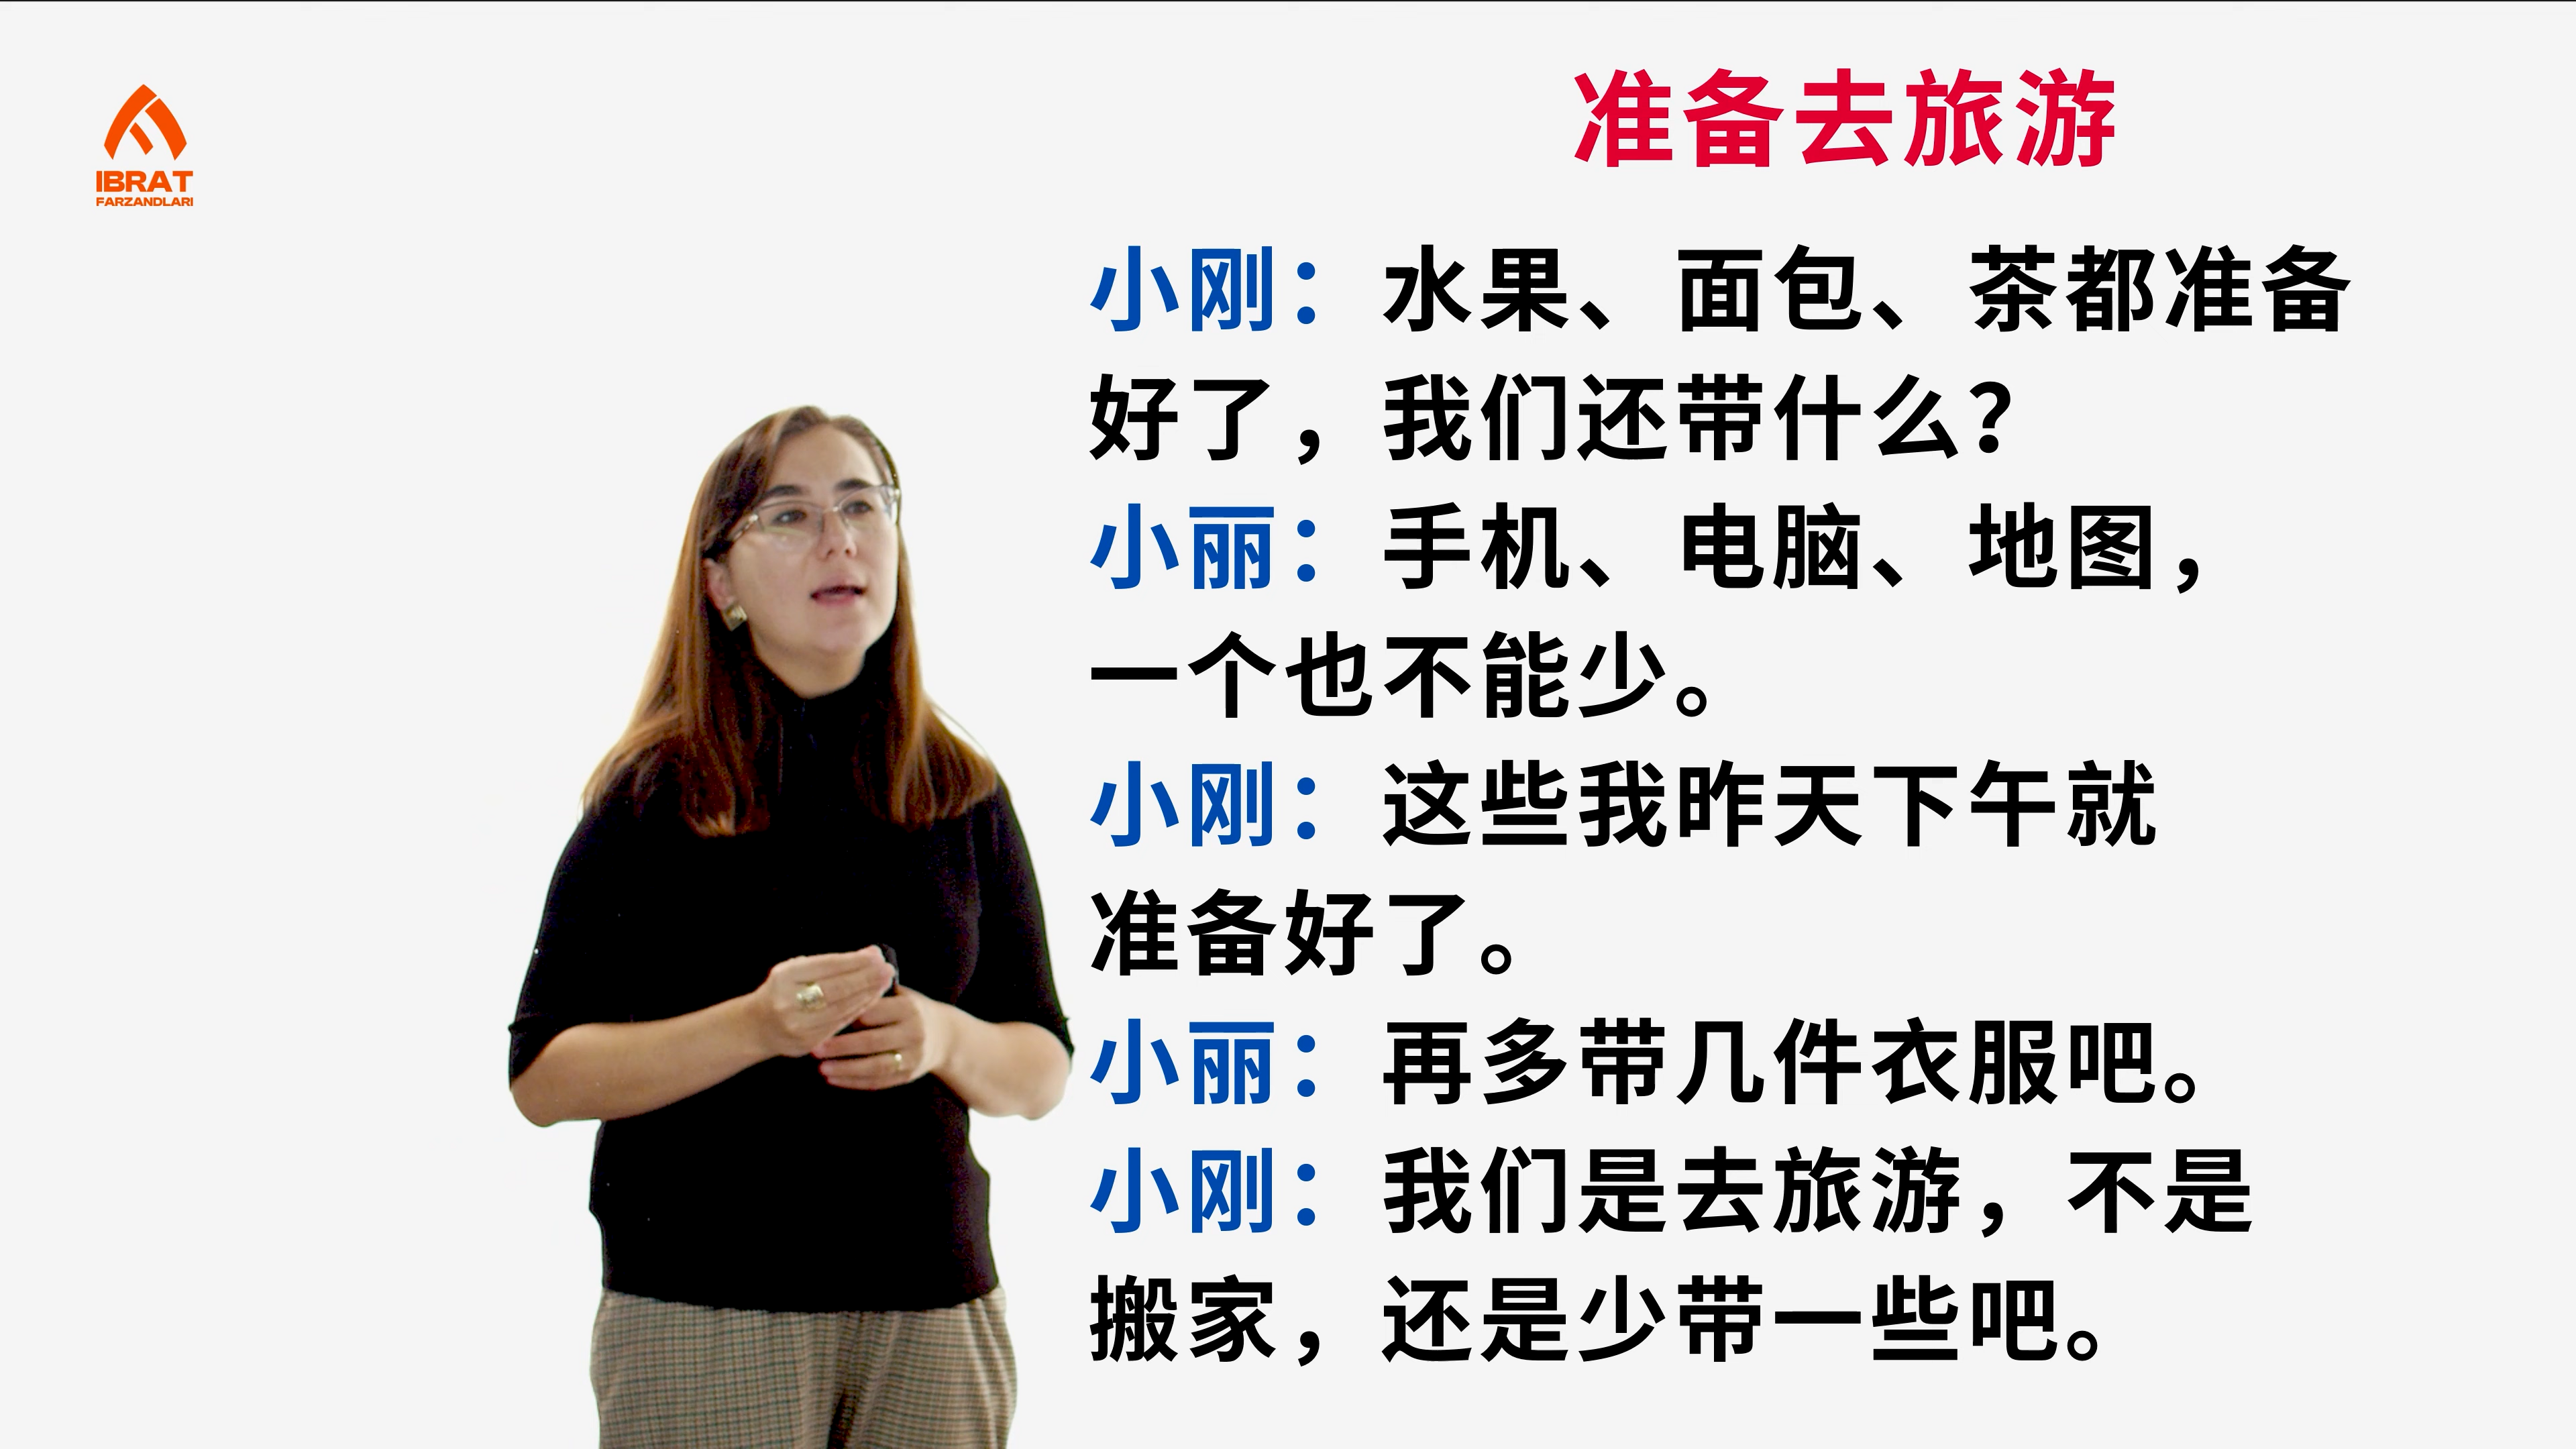 IBRAT
FARZANDLARI
准备去旅游
小刚：水果、面包、茶都准备
好了，我们还带什么？
小丽：手机、电脑、地图，
一个也不能少。
小刚：这些我昨天下午就
准备好了。
小丽：再多带几件衣服吧。
小刚：我们是去旅游，不是
搬家，还是少带一些吧。